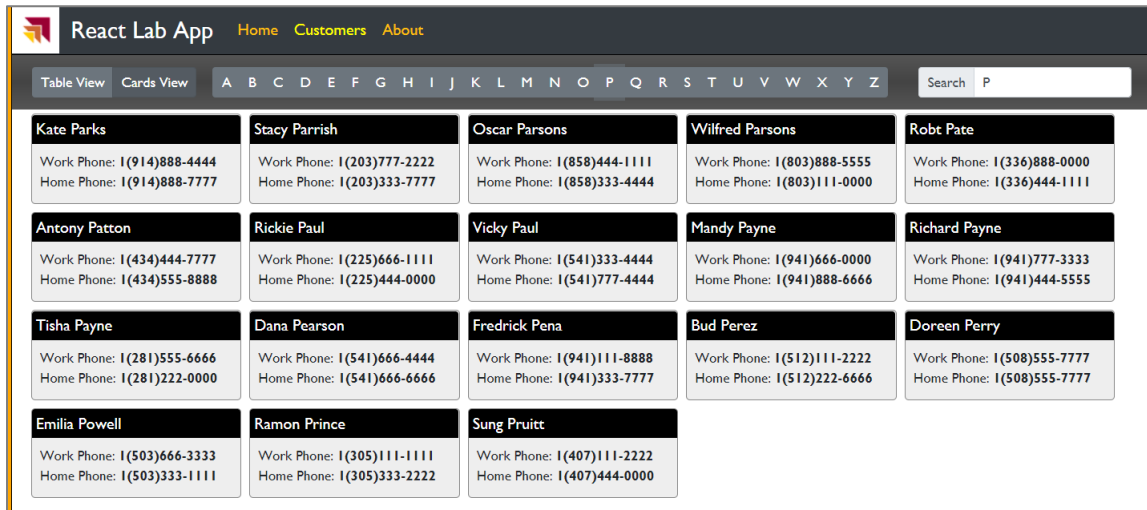 React Lab App Home Customers About
Table View Cards View A B C D E F G H I J K L M N O P Q R S T U V W X Y Z Search P
Kate Parks Stacy Parrish Oscar Parsons Wilfred Parsons Robt Pate
Work Phone: 1(914)888-4444 Work Phone: 1(203)777-2222 Work Phone: 1(858)444-1111 Work Phone: 1(803)888-5555 Work Phone: 1(336)888-0000
Home Phone: 1(914)888-7777 Home Phone: 1(203)333-7777 Home Phone: 1(858)333-4444 Home Phone: 1(803)111-0000 Home Phone: 1(336)444-1111
Antony Patton Rickie Paul Vicky Paul Mandy Payne Richard Payne
Work Phone: 1(434)444-7777 Work Phone: 1(225)666-1111 Work Phone: 1(541)333-4444 Work Phone: 1(941)666-0000 Work Phone: 1(941)777-3333
Home Phone: 1(434)555-8888 Home Phone: 1(225)444-0000 Home Phone: 1(541)777-4444 Home Phone: 1(941)888-6666 Home Phone: 1(941)444-5555
Tisha Payne Dana Pearson Fredrick Pena Bud Perez Doreen Perry
Work Phone: 1(281)555-6666 Work Phone: 1(541)666-4444 Work Phone: 1(941)111-8888 Work Phone: 1(512)111-2222 Work Phone: 1(508)555-7777
Home Phone: 1(281)222-0000 Home Phone: 1(541)666-6666 Home Phone: 1(941)333-7777 Home Phone: 1(512)222-6666 Home Phone: 1(508)555-7777
Emilia Powell Ramon Prince Sung Pruitt
Work Phone: 1(503)666-3333 Work Phone: 1(305)111-1111 Work Phone: 1(407)111-2222
Home Phone: 1(503)333-1111 Home Phone: 1(305)333-2222 Home Phone: 1(407)444-0000